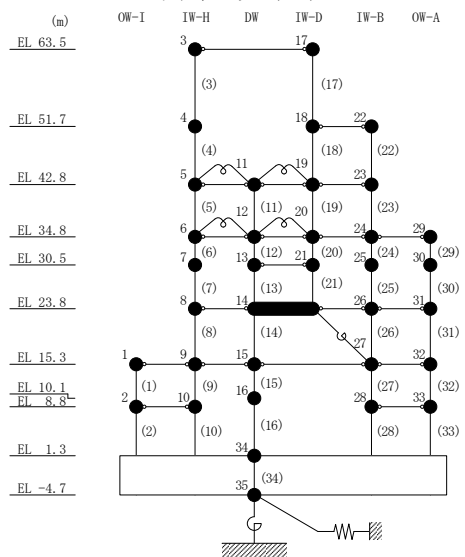 OW-I IW-H DW IW-D IW-B OW-A
(m)
EL 63.5 3 17
(3) (17)
EL 51.7 4 18 22
(4) (18) (22)
EL 42.8 5 11 19 23
(5) (11) (19) (23)
EL 34.8 6 12 20 24 29
(6) (12) (20) (24) (29)
EL 30.5 7 13 21 25 30
(7) (13) (21) (25) (30)
EL 23.8 8 14 26 31
(8) (14) (26) (31)
27
EL 15.3 1 9 15 32
(1) (9) (15) (27) (32)
EL 10.1 16
EL 8.8 2 10 28 33
(2) (10) (16) (28) (33)
EL 1.3 34
(34)
EL -4.7 35